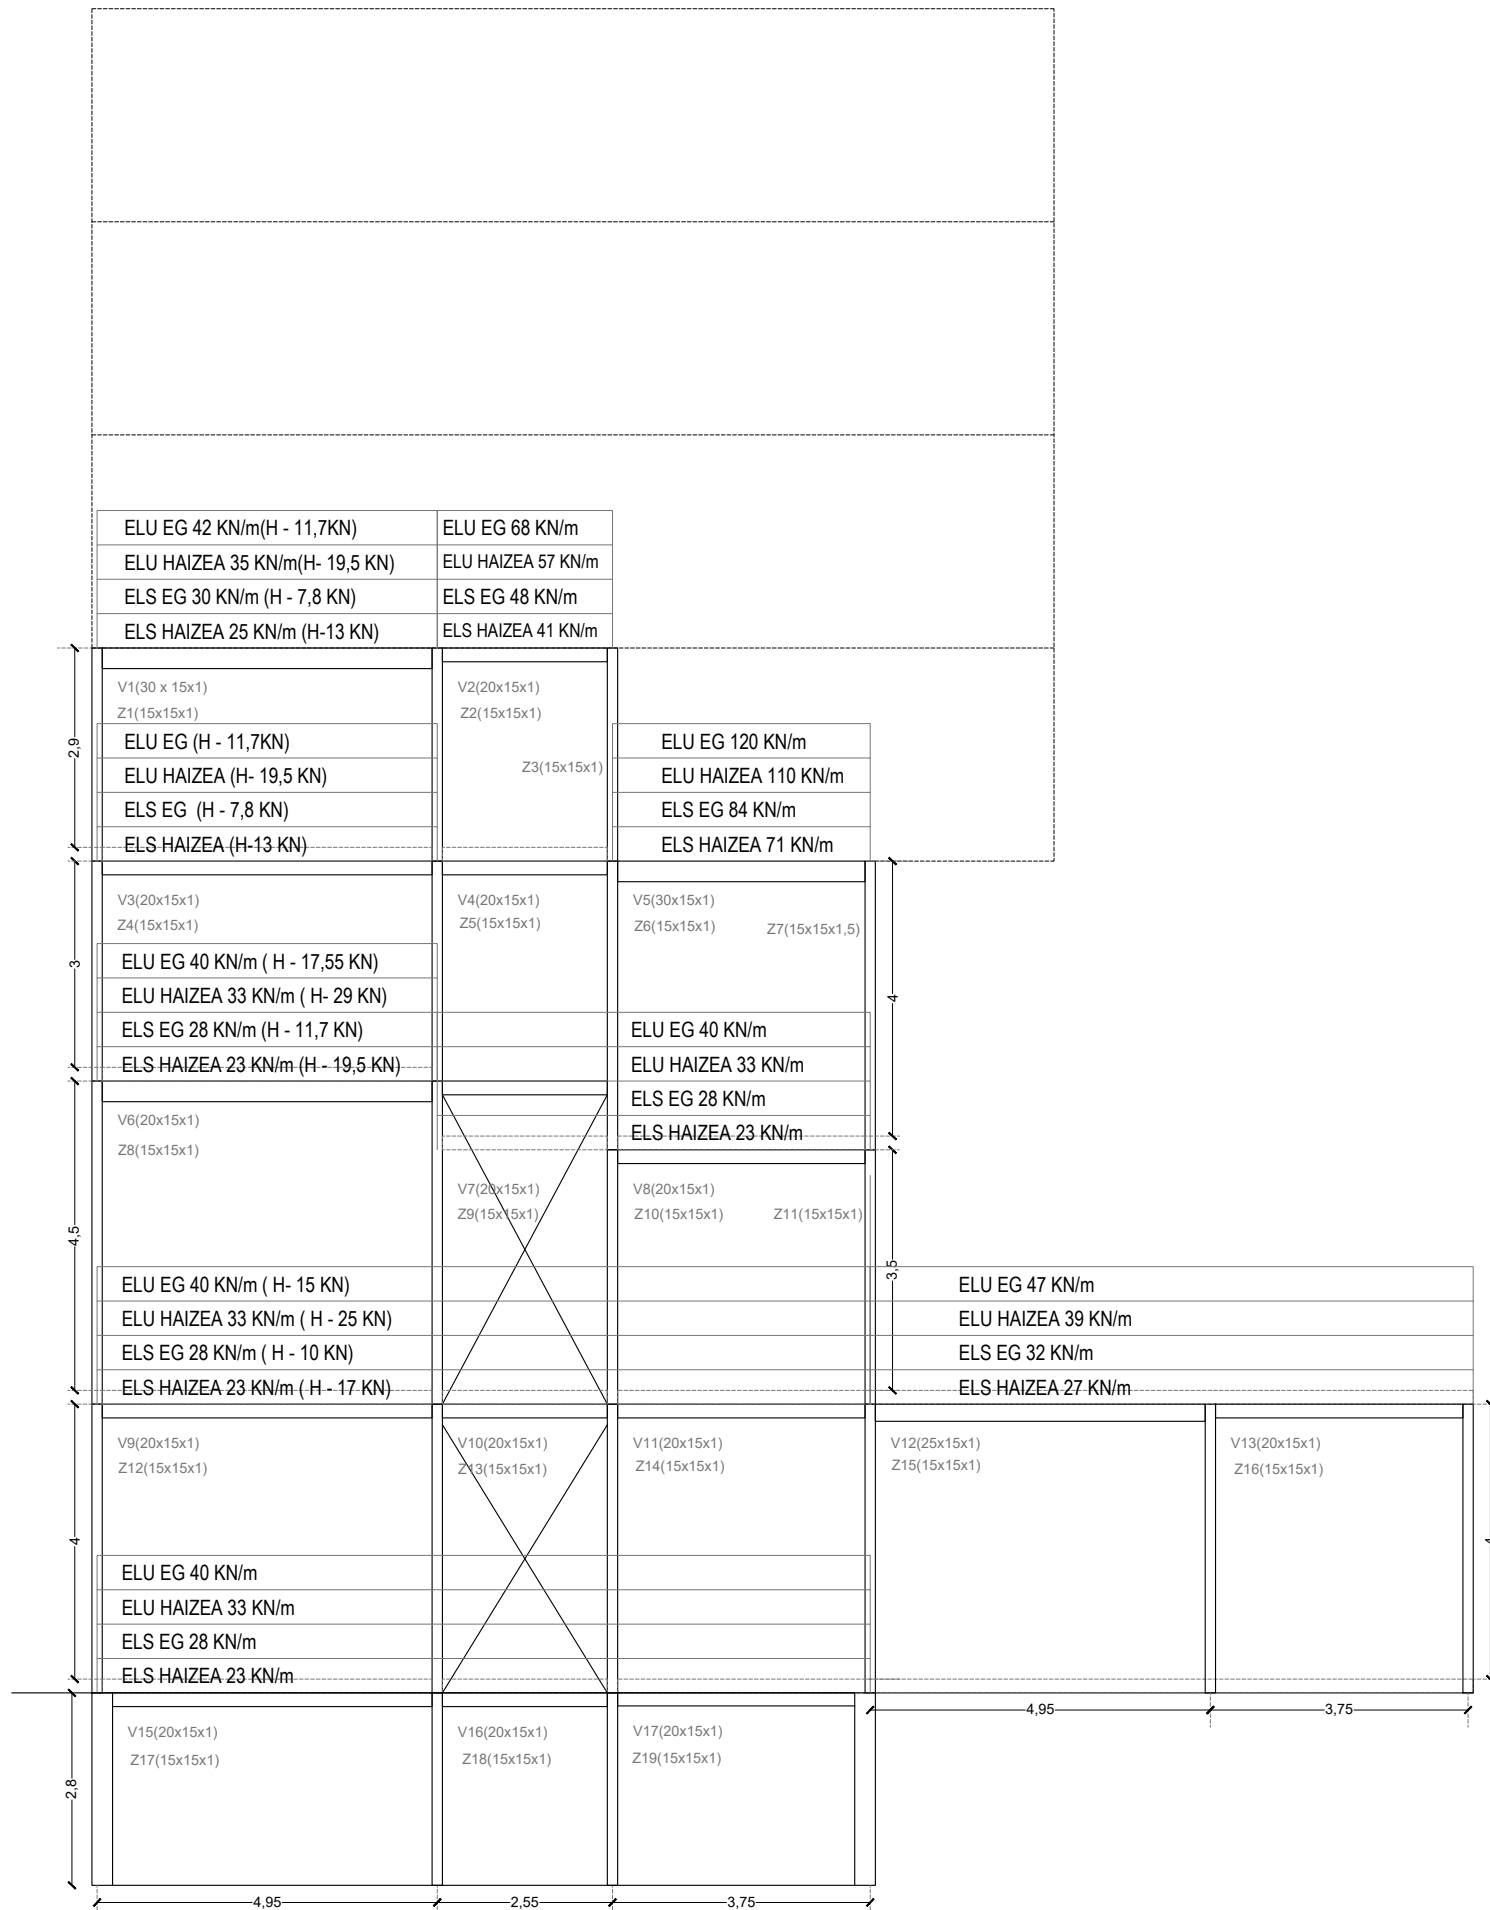 ELU EG 42 KN/m(H - 11,7KN)
ELU EG 68 KN/m
ELU HAIZEA 35 KN/m(H- 19,5 KN)
ELU HAIZEA 57 KN/m
ELS EG 30 KN/m (H - 7,8 KN)
ELS EG 48 KN/m
ELS HAIZEA 25 KN/m (H-13 KN)
ELS HAIZEA 41 KN/m
V1(30 x 15x1)
Z1(15x15x1)
V2(20x15x1)
Z2(15x15x1)
Z3(15x15x1)
2,9
ELU EG (H - 11,7KN)
ELU HAIZEA (H- 19,5 KN)
ELS EG (H - 7,8 KN)
ELS HAIZEA (H-13 KN)
ELU EG 120 KN/m
ELU HAIZEA 110 KN/m
ELS EG 84 KN/m
ELS HAIZEA 71 KN/m
V3(20x15x1)
Z4(15x15x1)
V4(20x15x1)
Z5(15x15x1)
V5(30x15x1)
Z6(15x15x1)
Z7(15x15x1,5)
3
4
ELU EG 40 KN/m ( H - 17,55 KN)
ELU HAIZEA 33 KN/m ( H- 29 KN)
ELS EG 28 KN/m (H - 11,7 KN)
ELS HAIZEA 23 KN/m (H - 19,5 KN)
ELU EG 40 KN/m
ELU HAIZEA 33 KN/m
ELS EG 28 KN/m
ELS HAIZEA 23 KN/m
V6(20x15x1)
Z8(15x15x1)
V7(20x15x1)
Z9(15x15x1)
V8(20x15x1)
Z10(15x15x1)
Z11(15x15x1)
4,5
3,5
ELU EG 40 KN/m ( H- 15 KN)
ELU HAIZEA 33 KN/m ( H - 25 KN)
ELS EG 28 KN/m ( H - 10 KN)
ELS HAIZEA 23 KN/m ( H - 17 KN)
ELU EG 47 KN/m
ELU HAIZEA 39 KN/m
ELS EG 32 KN/m
ELS HAIZEA 27 KN/m
V9(20x15x1)
Z12(15x15x1)
V10(20x15x1)
Z13(15x15x1)
V11(20x15x1)
Z14(15x15x1)
V12(25x15x1)
Z15(15x15x1)
V13(20x15x1)
Z16(15x15x1)
4
4
ELU EG 40 KN/m
ELU HAIZEA 33 KN/m
ELS EG 28 KN/m
ELS HAIZEA 23 KN/m
4,95
3,75
V15(20x15x1)
Z17(15x15x1)
V16(20x15x1)
Z18(15x15x1)
V17(20x15x1)
Z19(15x15x1)
2,8
4,95
2,55
3,75